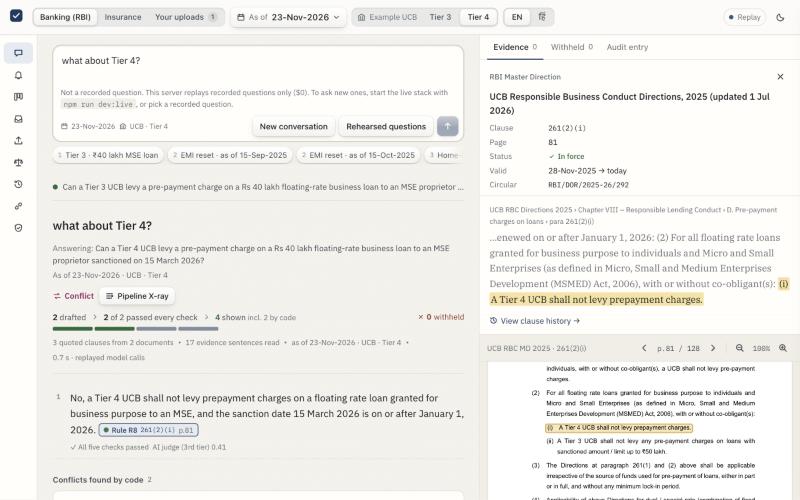 Banking (RBI) Insurance Your uploads 1 As of 23-Nov-2026 Example UCB Tier 3 Tier 4 EN हिं Replay
what about Tier 4?
Not a recorded question. This server replays recorded questions only ($0). To ask new ones, start the live stack with
npm run dev:live, or pick a recorded question.
23-Nov-2026 UCB · Tier 4 New conversation Rehearsed questions
1 Tier 3 · ₹40 lakh MSE loan 2 EMI reset · as of 15-Sep-2025 2 EMI reset · as of 15-Oct-2025 3 Home-
Can a Tier 3 UCB levy a pre-payment charge on a Rs 40 lakh floating-rate business loan to an MSE proprietor ...
what about Tier 4?
Answering: Can a Tier 4 UCB levy a pre-payment charge on a Rs 40 lakh floating-rate business loan to an MSE
proprietor sanctioned on 15 March 2026?
As of 23-Nov-2026 · UCB · Tier 4
Conflict Pipeline X-ray
2 drafted > 2 of 2 passed every check > 4 shown incl. 2 by code × 0 withheld
3 quoted clauses from 2 documents • 17 evidence sentences read • as of 23-Nov-2026 · UCB · Tier 4 •
0.7 s · replayed model calls
1 No, a Tier 4 UCB shall not levy prepayment charges on a floating rate loan granted for
business purpose to an MSE, and the sanction date 15 March 2026 is on or after January 1,
2026. Rule R8 261(2)(i) p.81
✓ All five checks passed AI judge (3rd tier) 0.41
Conflicts found by code 2
Evidence 0 Withheld 0 Audit entry
RBI Master Direction
UCB Responsible Business Conduct Directions, 2025 (updated 1 Jul
2026)
Clause 261(2)(i)
Page 81
Status ✓ In force
Valid 28-Nov-2025 → today
Circular RBI/DOR/2025-26/292
UCB RBC Directions 2025 › Chapter VIII – Responsible Lending Conduct › D. Pre-payment
charges on loans › para 261(2)(i)
...enewed on or after January 1, 2026: (2) For all floating rate loans
granted for business purpose to individuals and Micro and Small
Enterprises (as defined in Micro, Small and Medium Enterprises
Development (MSMED) Act, 2006), with or without co-obligant(s): (i)
A Tier 4 UCB shall not levy prepayment charges.
View clause history →
UCB RBC MD 2025 · 261(2)(i) p.81 / 128 100%
individuals, with or without co-obligant(s), a UCB shall not levy pre-payment
charges.
(2) For all floating rate loans granted for business purpose to individuals and
Micro and Small Enterprises (as defined in Micro, Small and Medium
Enterprises Development (MSMED) Act, 2006), with or without co-obligant(s):
(i) A Tier 4 UCB shall not levy prepayment charges.
(ii) A Tier 3 UCB shall not levy any pre-payment charges on loans with
sanctioned amount / limit up to ₹50 lakh.
(3) The Directions at paragraph 261(1) and (2) above shall be applicable
irrespective of the source of funds used for pre-payment of loans, either in part
or in full, and without any minimum lock-in period.